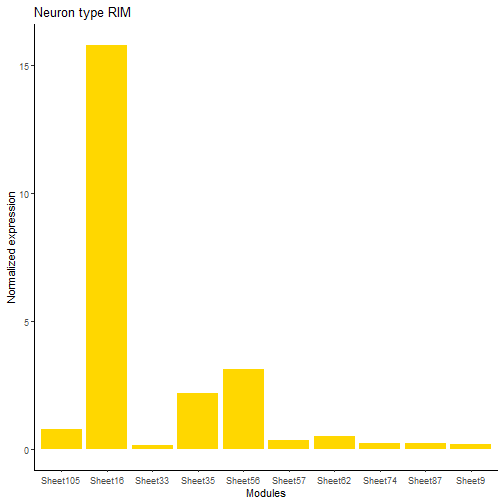 Neuron type RIM
Normalized expression
15
10
5
0
Sheet105 Sheet16 Sheet33 Sheet35 Sheet56 Sheet57 Sheet62 Sheet74 Sheet87 Sheet9
Modules